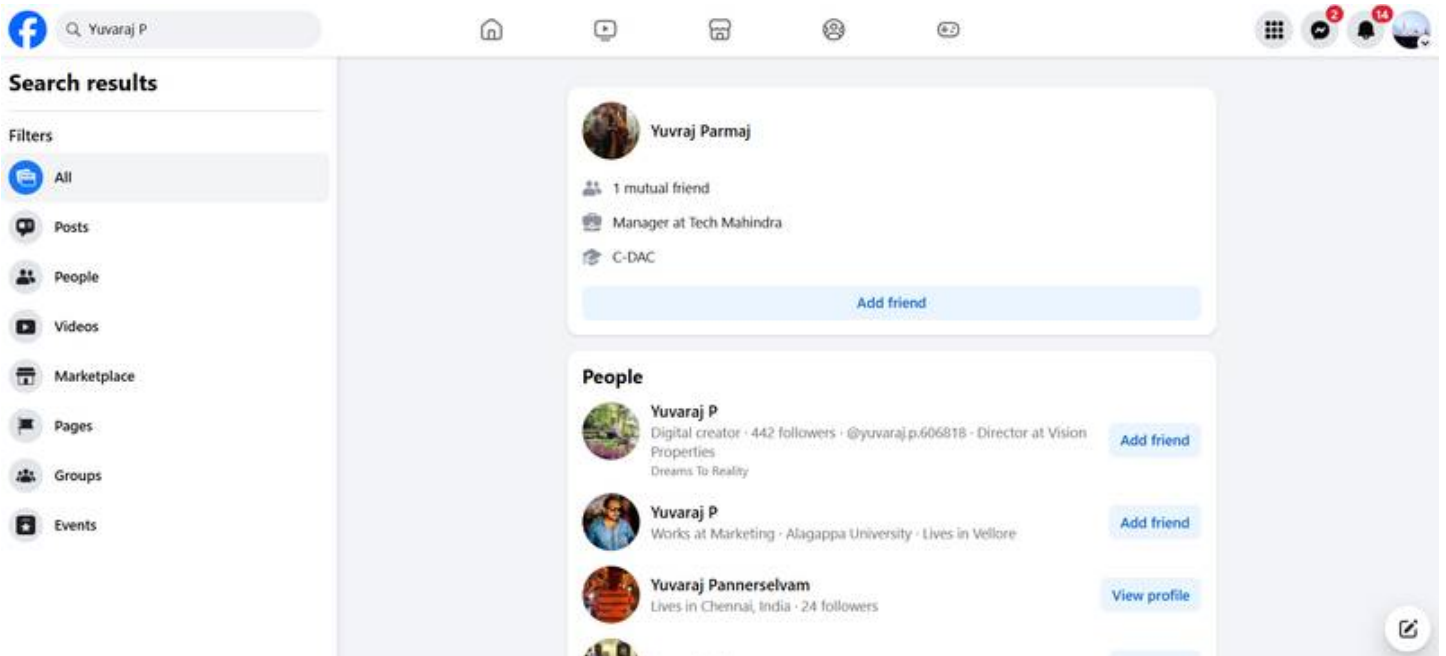 Yuvaraj P
2
14
Search results
Filters
All
Posts
People
Videos
Marketplace
Pages
Groups
Events
Yuvraj Parmaj
1 mutual friend
Manager at Tech Mahindra
C-DAC
Add friend
People
Yuvaraj P
Digital creator · 442 followers · @yuvaraj.p.606818 · Director at Vision
Properties
Dreams To Reality
Add friend
Yuvaraj P
Works at Marketing · Alagappa University · Lives in Vellore
Add friend
Yuvaraj Pannerselvam
Lives in Chennai, India · 24 followers
View profile